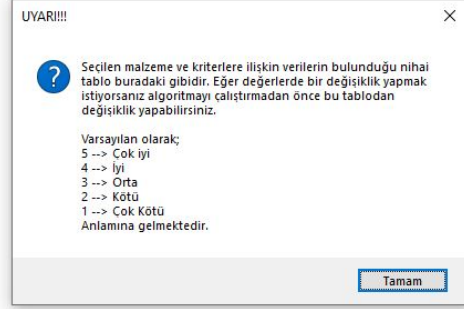 UYARI!!!
Seçilen malzeme ve kriterlere ilişkin verilerin bulunduğu nihai
tablo buradaki gibidir. Eğer değerlerde bir değişiklik yapmak
istiyorsanız algoritmayı çalıştırmadan önce bu tablodan
değişiklik yapabilirsiniz.
Varsayılan olarak;
5 --> Çok iyi
4 --> İyi
3 --> Orta
2 --> Kötü
1 --> Çok Kötü
Anlamına gelmektedir.
Tamam